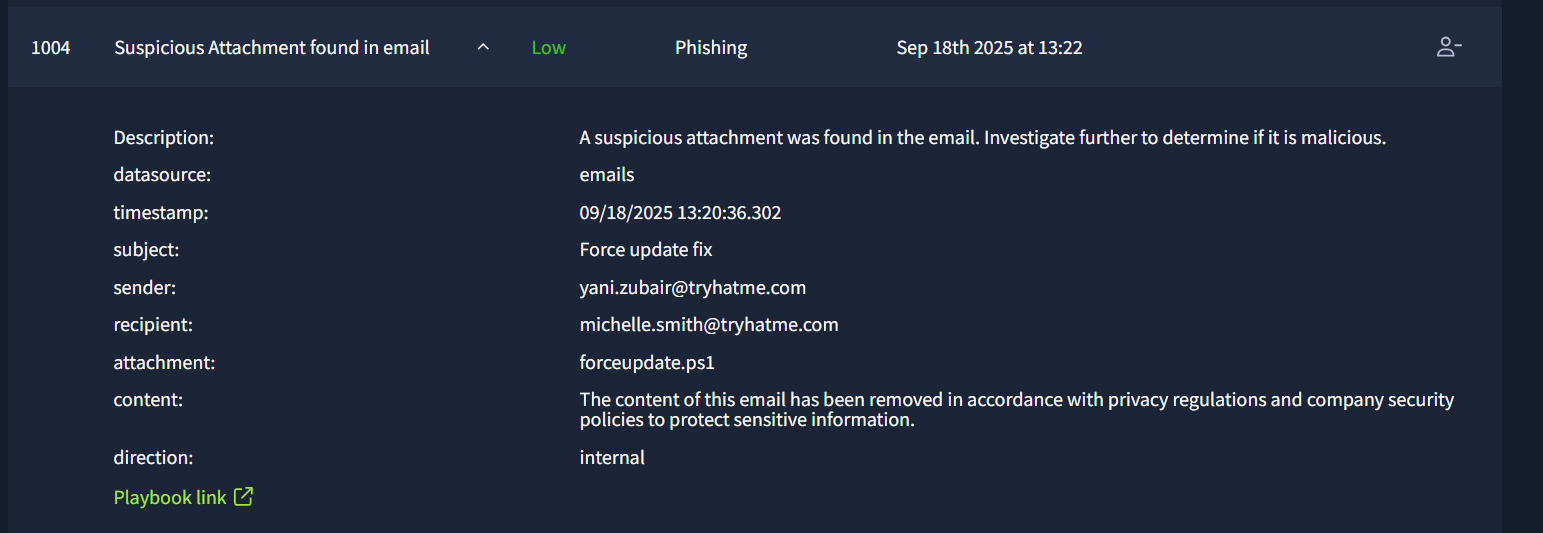 1004 Suspicious Attachment found in email Low Phishing Sep 18th 2025 at 13:22
Description: A suspicious attachment was found in the email. Investigate further to determine if it is malicious.
datasource: emails
timestamp: 09/18/2025 13:20:36.302
subject: Force update fix
sender: yani.zubair@tryhatme.com
recipient: michelle.smith@tryhatme.com
attachment: forceupdate.ps1
content: The content of this email has been removed in accordance with privacy regulations and company security
policies to protect sensitive information.
direction: internal
Playbook link